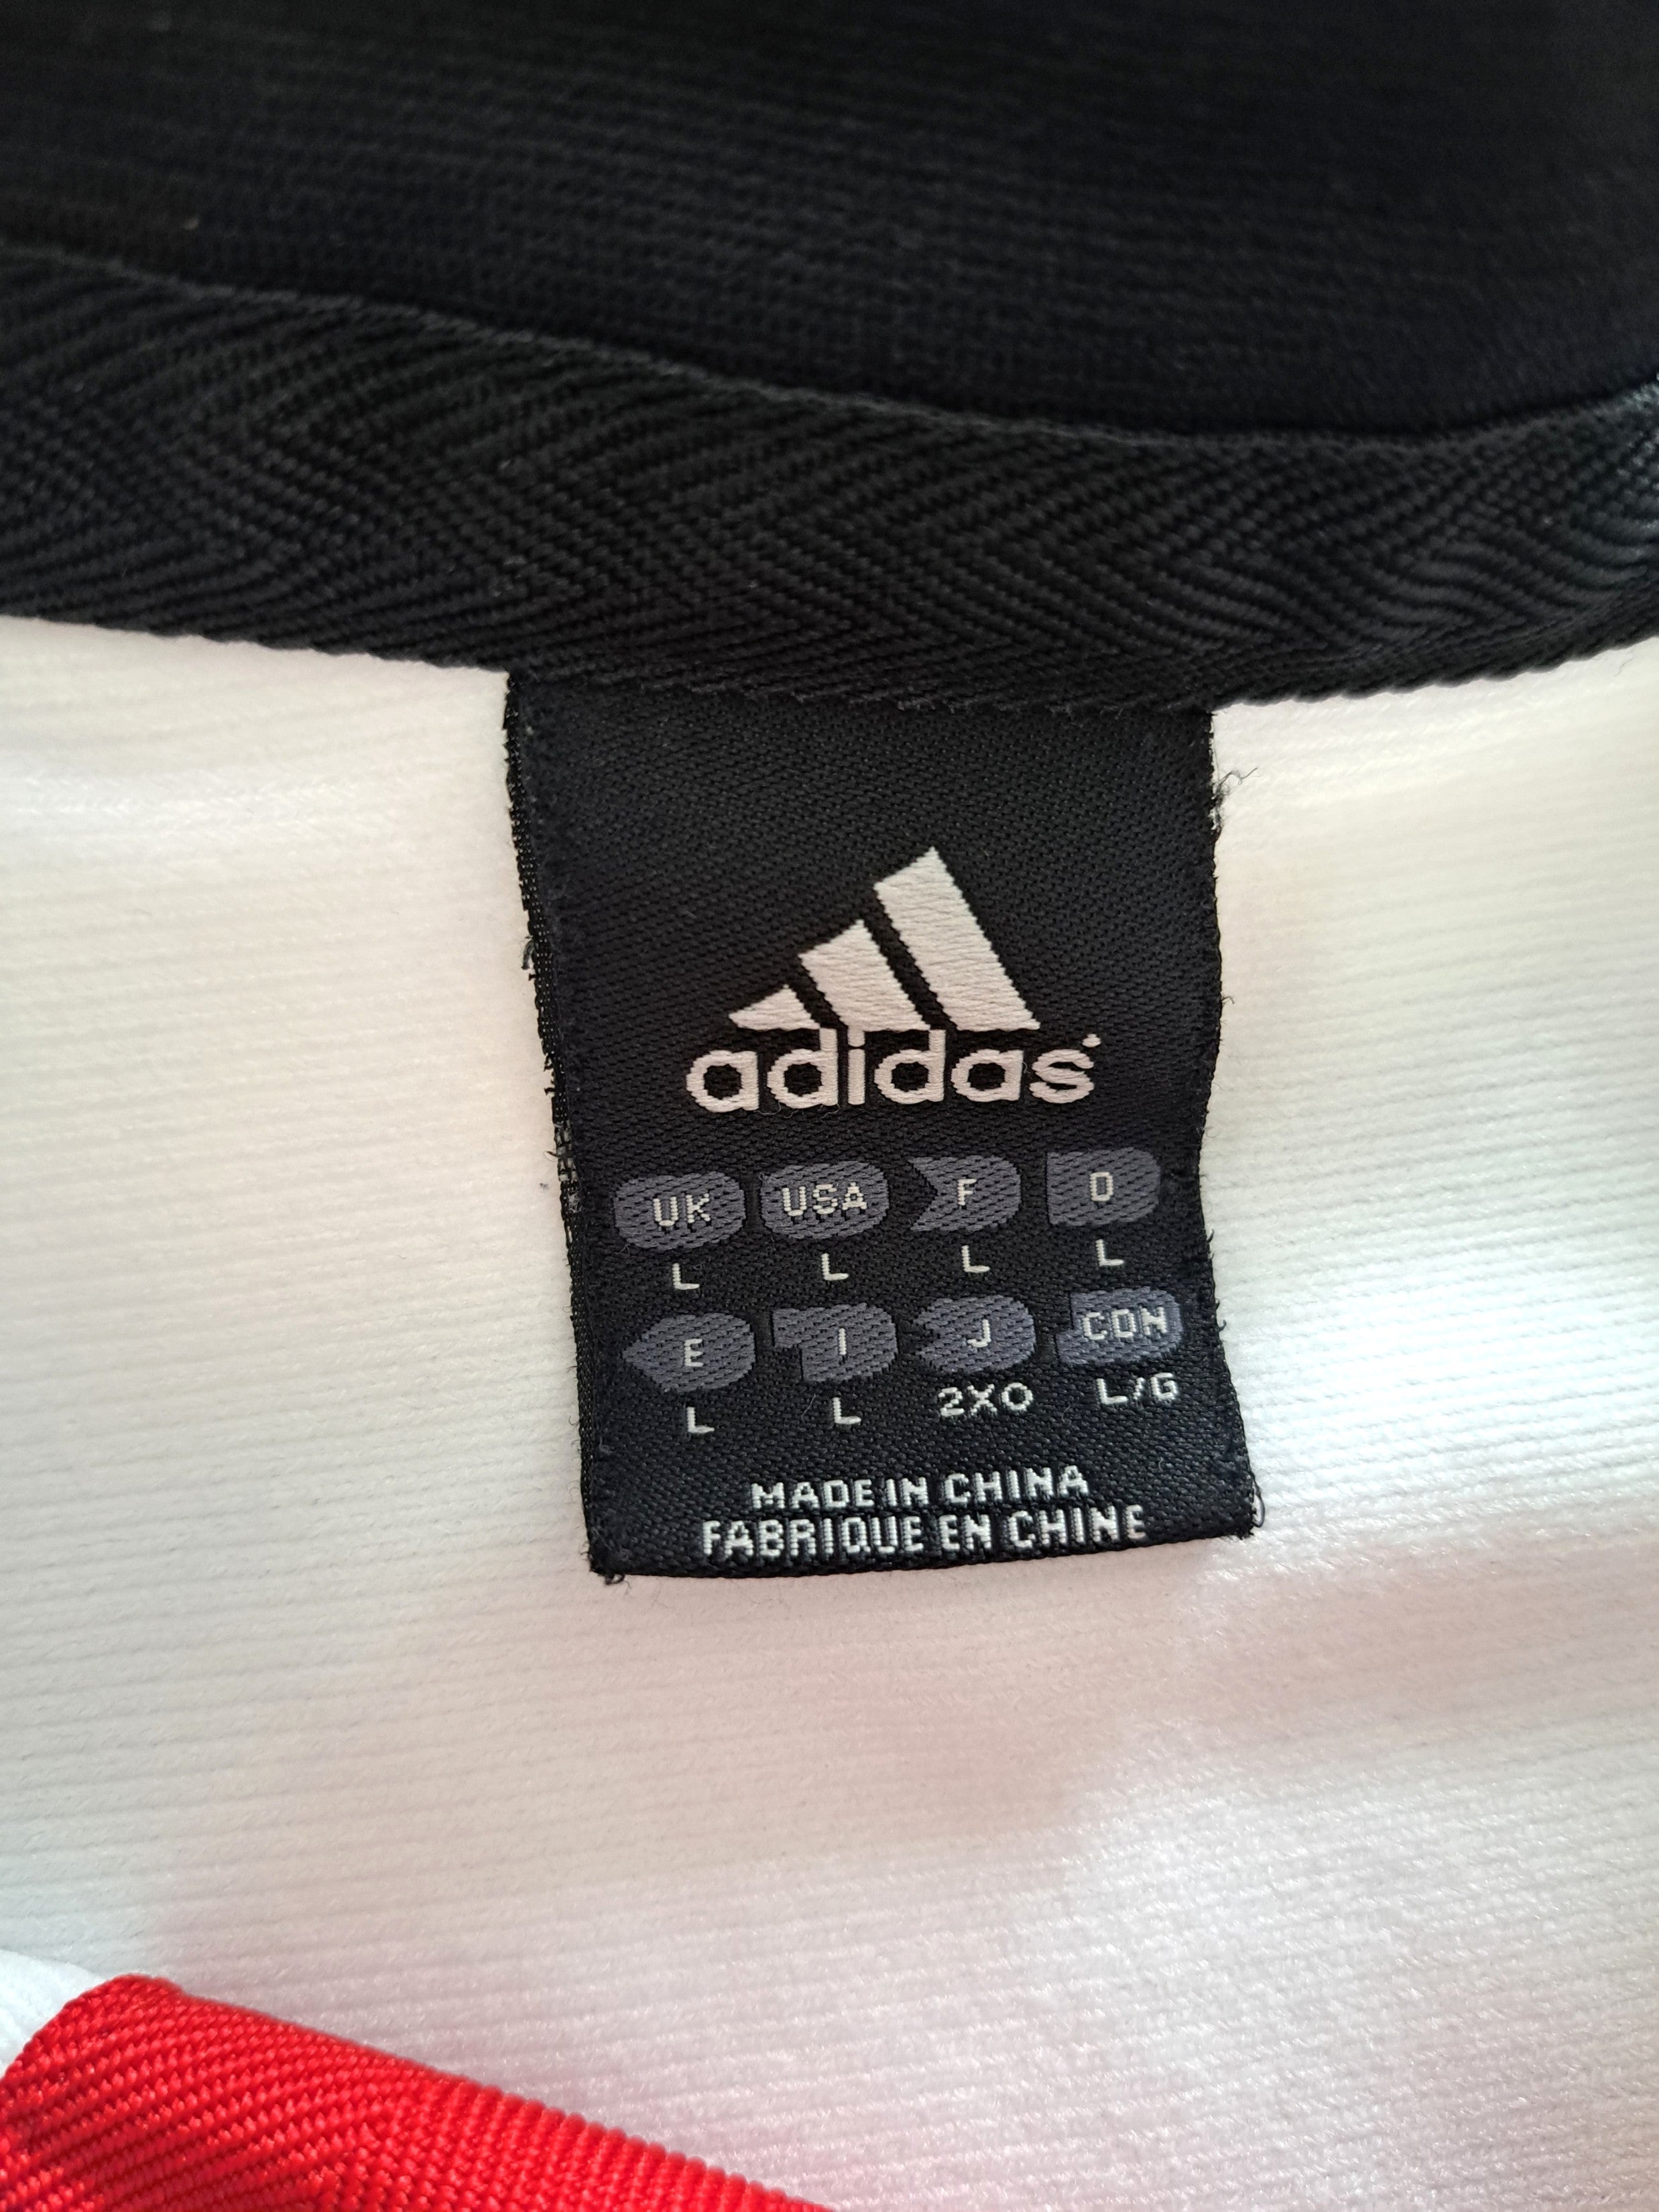 adidas
UK USA F D
L L L L
E I J CDN
L L 2XO L/G
MADE IN CHINA
FABRIQUE EN CHINE